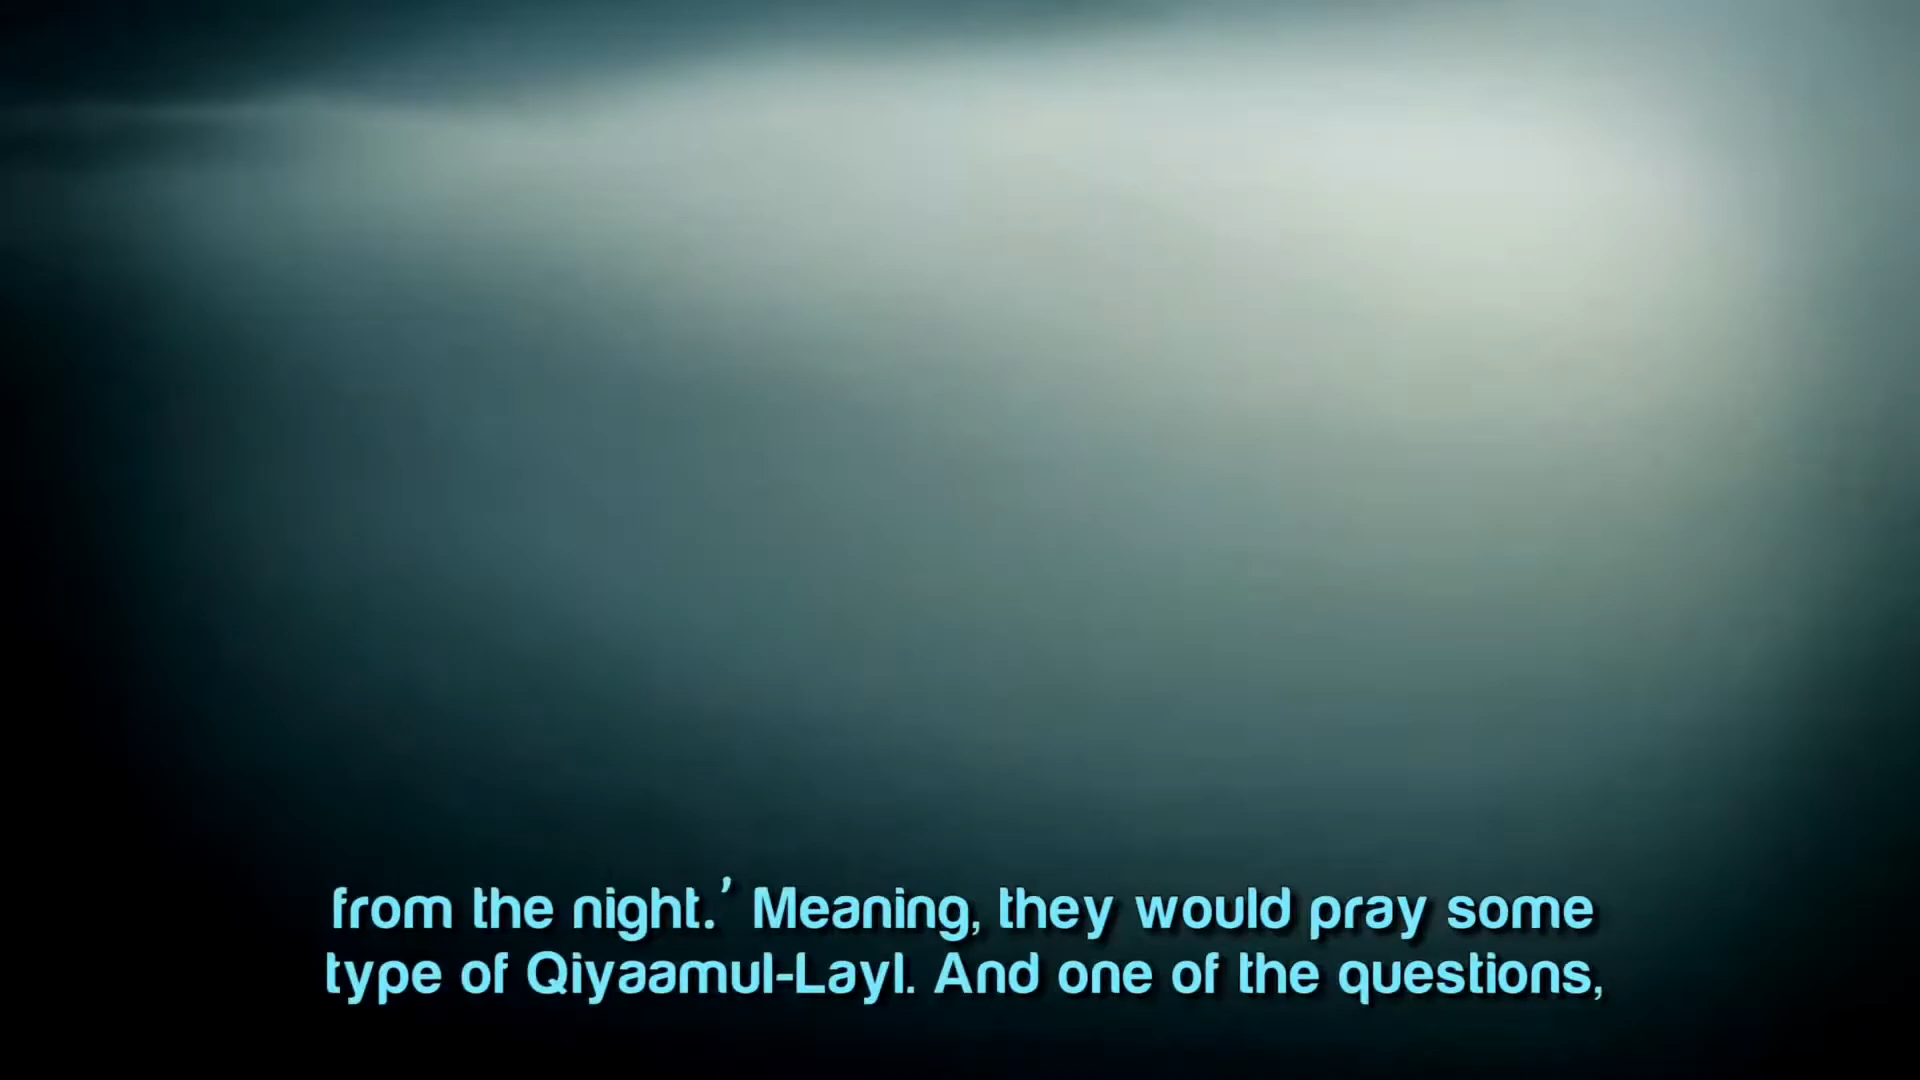 from the night.’ Meaning, they would pray some
type of Qiyaamul-Layl. And one of the questions,